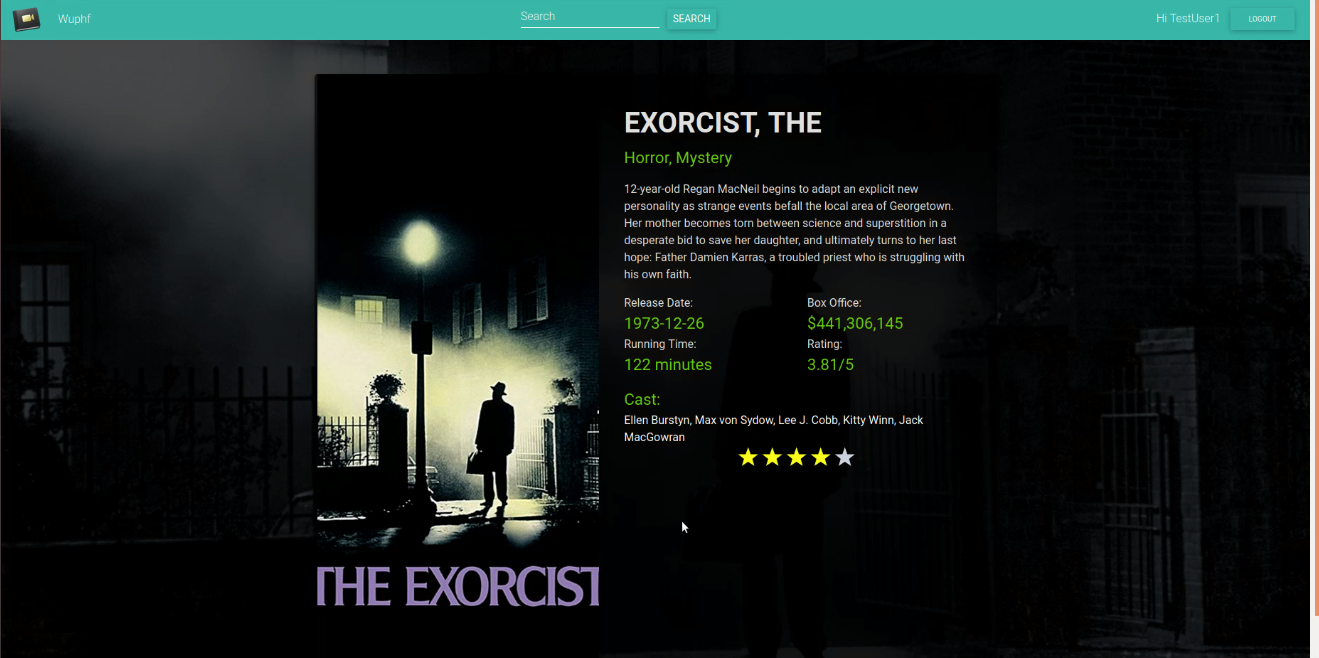 Wuphf
Search
SEARCH
Hi TestUser1
LOGOUT
EXORCIST, THE
Horror, Mystery
12-year-old Regan MacNeil begins to adapt an explicit new
personality as strange events befall the local area of Georgetown.
Her mother becomes torn between science and superstition in a
desperate bid to save her daughter, and ultimately turns to her last
hope: Father Damien Karras, a troubled priest who is struggling with
his own faith.
Release Date:
Box Office:
1973-12-26
$441,306,145
Running Time:
Rating:
122 minutes
3.81/5
Cast:
Ellen Burstyn, Max von Sydow, Lee J. Cobb, Kitty Winn, Jack
MacGowran
THE EXORCIST